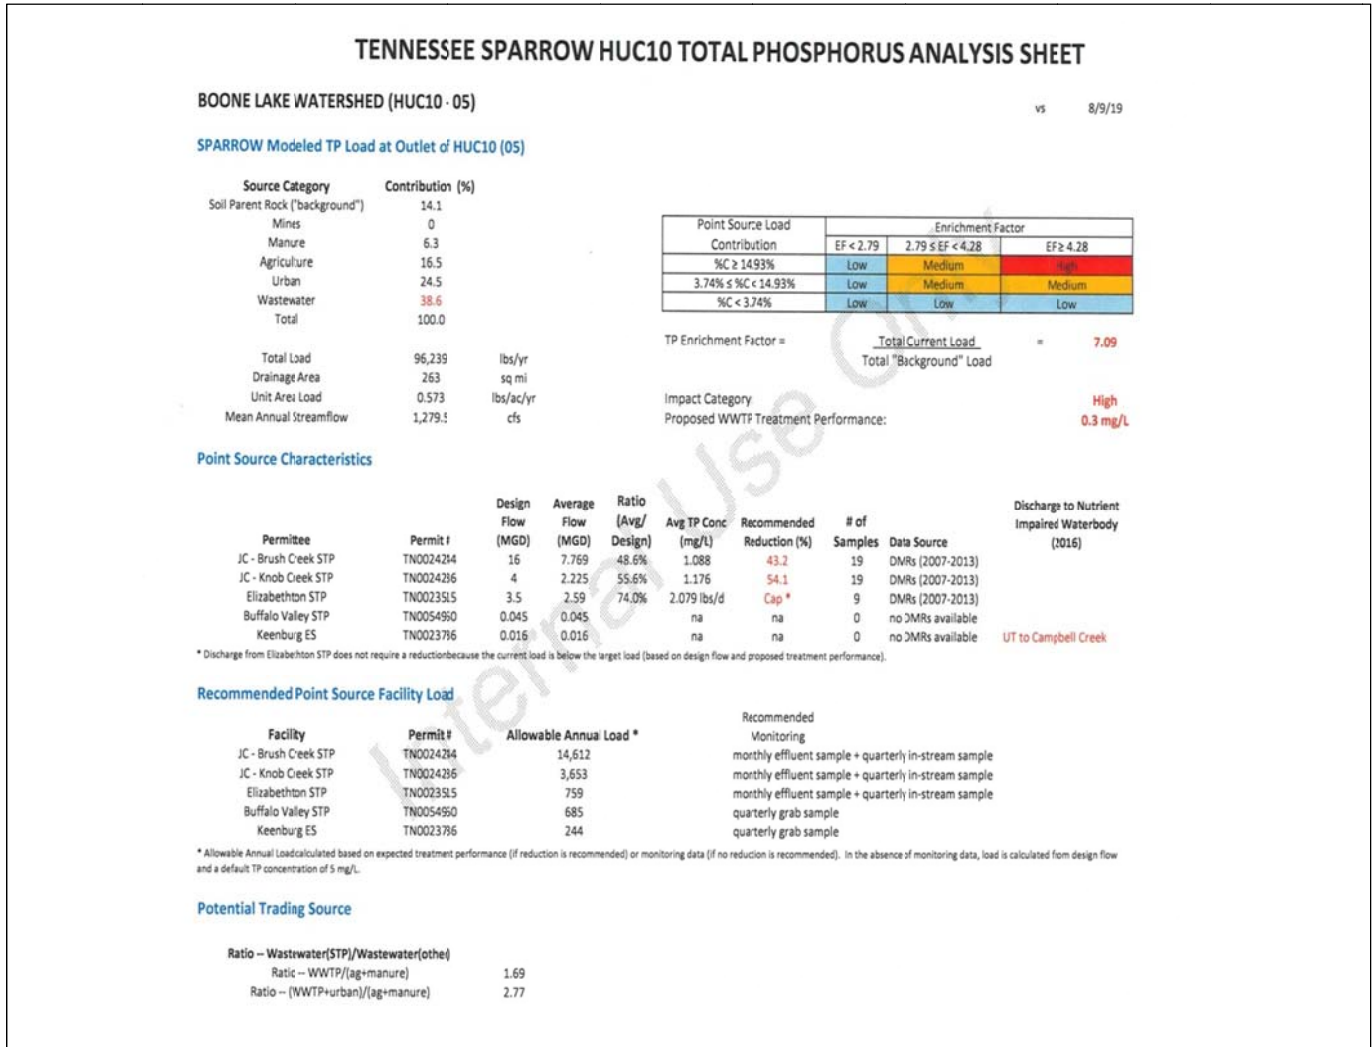 TENNESSEE SPARROW HUC10 TOTAL PHOSPHORUS ANALYSIS SHEET
BOONE LAKE WATERSHED (HUC10 - 05)
vs 8/9/19
SPARROW Modeled TP Load at Outlet of HUC10 (05)
Source Category Contribution (%)
Soil Parent Rock ("background") 14.1
Mines 0
Manure 6.3
Agriculture 16.5
Urban 24.5
Wastewater 38.6
Total 100.0
Total Load 96,239 lbs/yr
Drainage Area 263 sq mi
Unit Area Load 0.573 lbs/ac/yr
Mean Annual Streamflow 1,279.5 cfs
Point Source Load Enrichment Factor
Contribution EF < 2.79 2.79 ≤ EF < 4.28 EF ≥ 4.28
%C ≥ 14.93% Low Medium High
3.74% ≤ %C < 14.93% Low Medium Medium
%C < 3.74% Low Low Low
TP Enrichment Factor = Total Current Load = 7.09
Total "Background" Load
Impact Category High
Proposed WWTP Treatment Performance: 0.3 mg/L
Point Source Characteristics
Design Average Ratio Discharge to Nutrient
Flow Flow (Avg/ Avg TP Conc Recommended # of Impaired Waterbody
Permittee Permit # (MGD) (MGD) Design) (mg/L) Reduction (%) Samples Data Source (2016)
JC - Brush Creek STP TN0024244 16 7.769 48.6% 1.088 43.2 19 DMRs (2007-2013)
JC - Knob Creek STP TN0024236 4 2.225 55.6% 1.176 54.1 19 DMRs (2007-2013)
Elizabethton STP TN0023515 3.5 2.59 74.0% 2.079 lbs/d Cap * 9 DMRs (2007-2013)
Buffalo Valley STP TN0054950 0.045 0.045 na na 0 no DMRs available
Keenburg ES TN0023736 0.016 0.016 na na 0 no DMRs available UT to Campbell Creek
* Discharge from Elizabethton STP does not require a reduction because the current load is below the target load (based on design flow and proposed treatment performance).
Recommended Point Source Facility Load
Recommended
Facility Permit # Allowable Annual Load * Monitoring
JC - Brush Creek STP TN0024244 14,612 monthly effluent sample + quarterly in-stream sample
JC - Knob Creek STP TN0024236 3,653 monthly effluent sample + quarterly in-stream sample
Elizabethton STP TN0023515 759 monthly effluent sample + quarterly in-stream sample
Buffalo Valley STP TN0054950 685 quarterly grab sample
Keenburg ES TN0023736 244 quarterly grab sample
* Allowable Annual Load calculated based on expected treatment performance (if reduction is recommended) or monitoring data (if no reduction is recommended). In the absence of monitoring data, load is calculated from design flow
and a default TP concentration of 5 mg/L.
Potential Trading Source
Ratio -- Wastewater(STP)/Wastewater(other)
Ratio -- WWTP/(ag+manure) 1.69
Ratio -- (WWTP+urban)/(ag+manure) 2.77
Internal Use Only